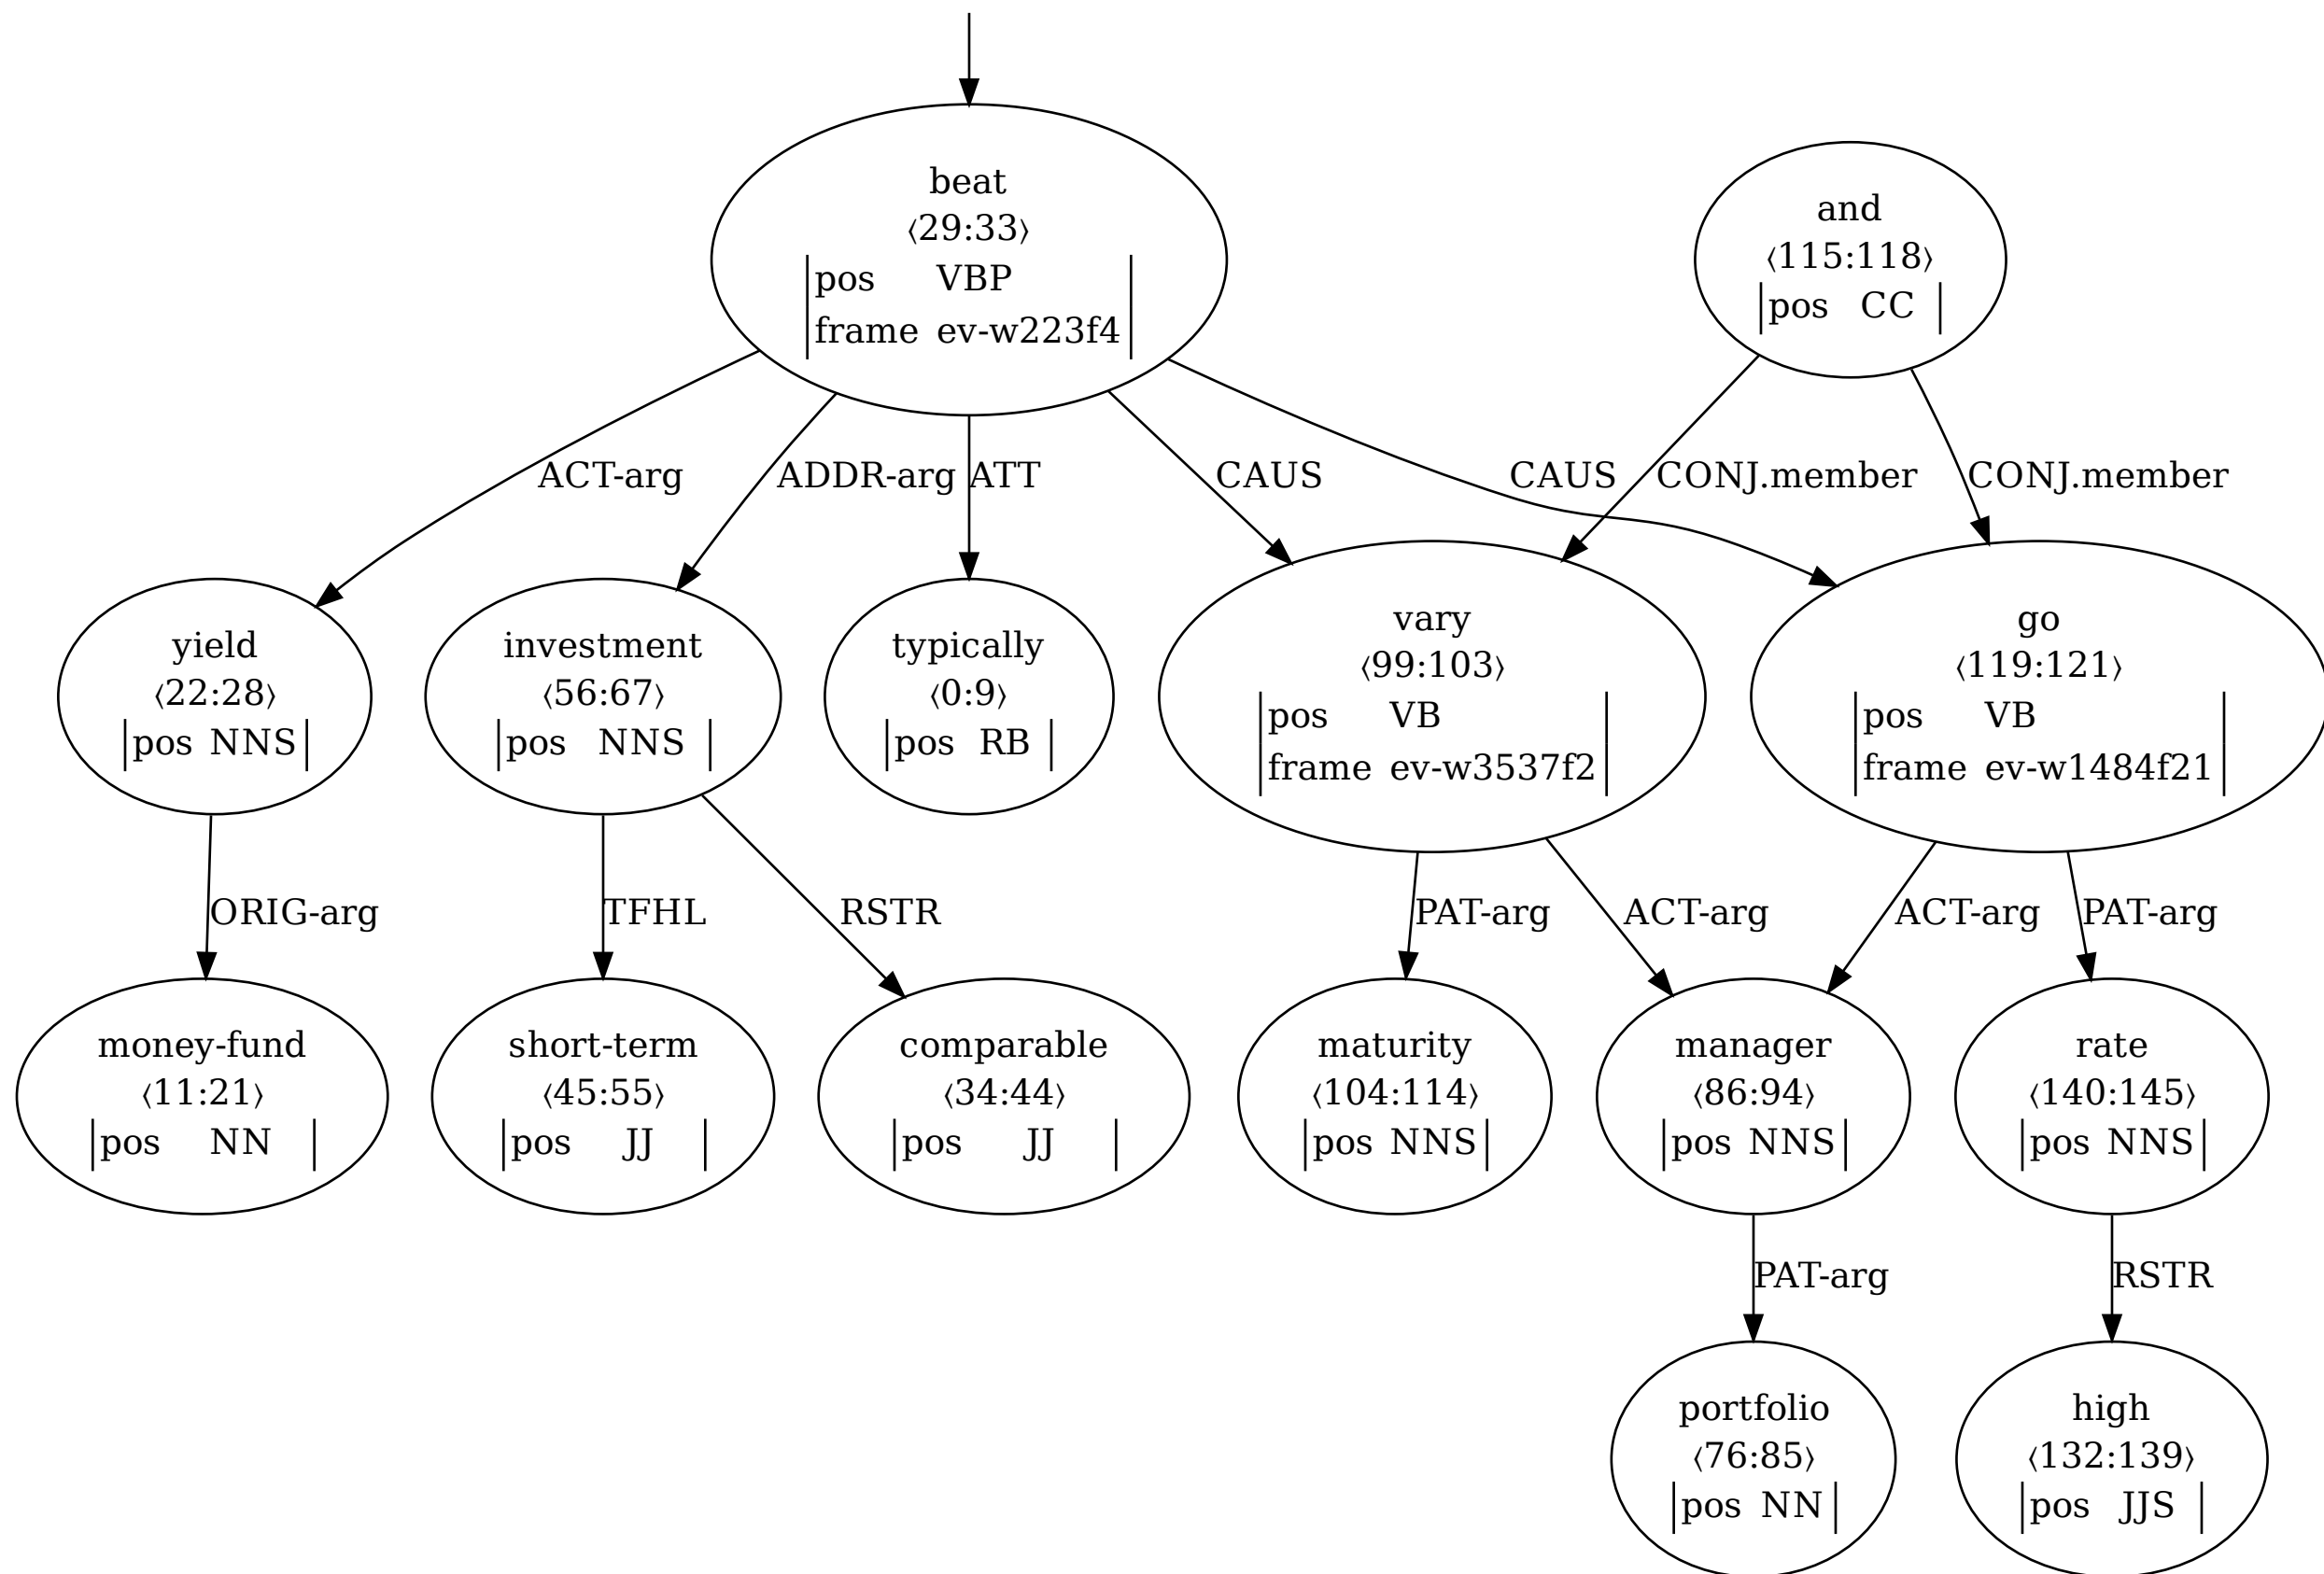 beat
⟨29:33⟩
pos VBP
frame ev-w223f4
and
⟨115:118⟩
pos CC
ACT-arg
ADDR-arg
ATT
CAUS
CAUS
CONJ.member
CONJ.member
yield
⟨22:28⟩
pos NNS
investment
⟨56:67⟩
pos NNS
typically
⟨0:9⟩
pos RB
vary
⟨99:103⟩
pos VB
frame ev-w3537f2
go
⟨119:121⟩
pos VB
frame ev-w1484f21
ORIG-arg
TFHL
RSTR
PAT-arg
ACT-arg
ACT-arg
PAT-arg
money-fund
⟨11:21⟩
pos NN
short-term
⟨45:55⟩
pos JJ
comparable
⟨34:44⟩
pos JJ
maturity
⟨104:114⟩
pos NNS
manager
⟨86:94⟩
pos NNS
rate
⟨140:145⟩
pos NNS
PAT-arg
RSTR
portfolio
⟨76:85⟩
pos NN
high
⟨132:139⟩
pos JJS